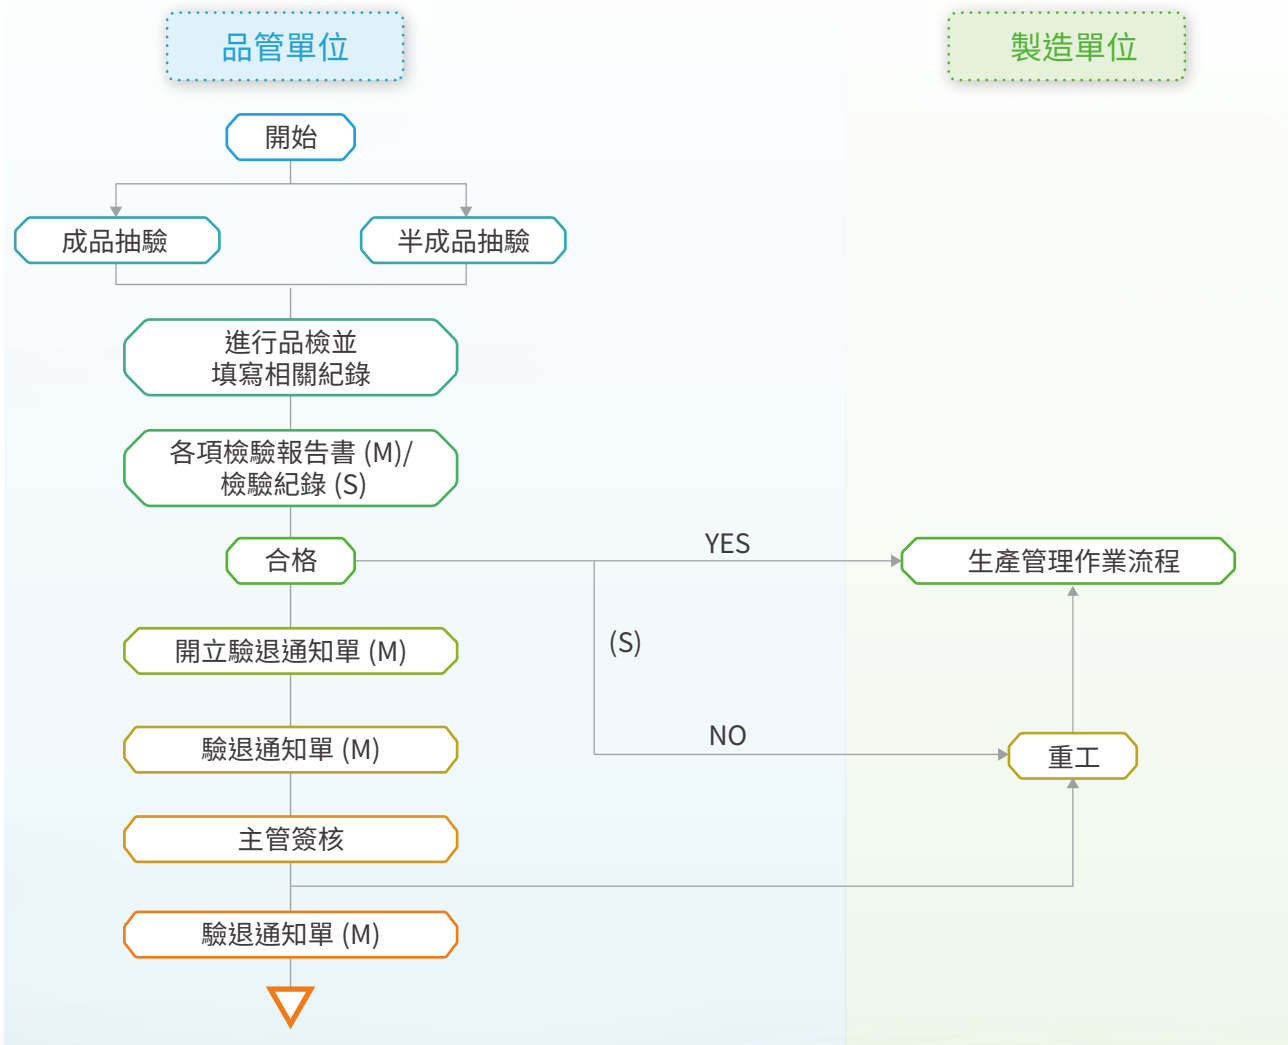 品管單位
製造單位
開始
成品抽驗
半成品抽驗
進行品檢並
填寫相關紀錄
各項檢驗報告書 (M)/
檢驗紀錄 (S)
合格
YES
生產管理作業流程
開立驗退通知單 (M)
(S)
驗退通知單 (M)
NO
重工
主管簽核
驗退通知單 (M)